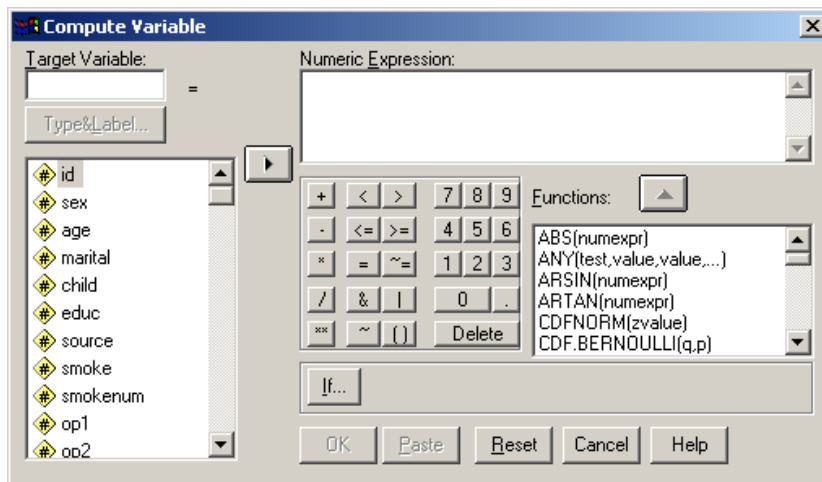 Compute Variable
Target Variable:
=
Type&Label...
# id
# sex
# age
# marital
# child
# educ
# source
# smoke
# smokenum
# op1
# op2
Numeric Expression:
+ < > 7 8 9
- <= >= 4 5 6
* = ~= 1 2 3
/ & | 0 .
** ~ () Delete
Functions:
ABS(numexpr)
ANY(test,value,value,...)
ARSIN(numexpr)
ARTAN(numexpr)
CDFNORM(zvalue)
CDF.BERNOULLI(q,p)
If...
OK Paste Reset Cancel Help